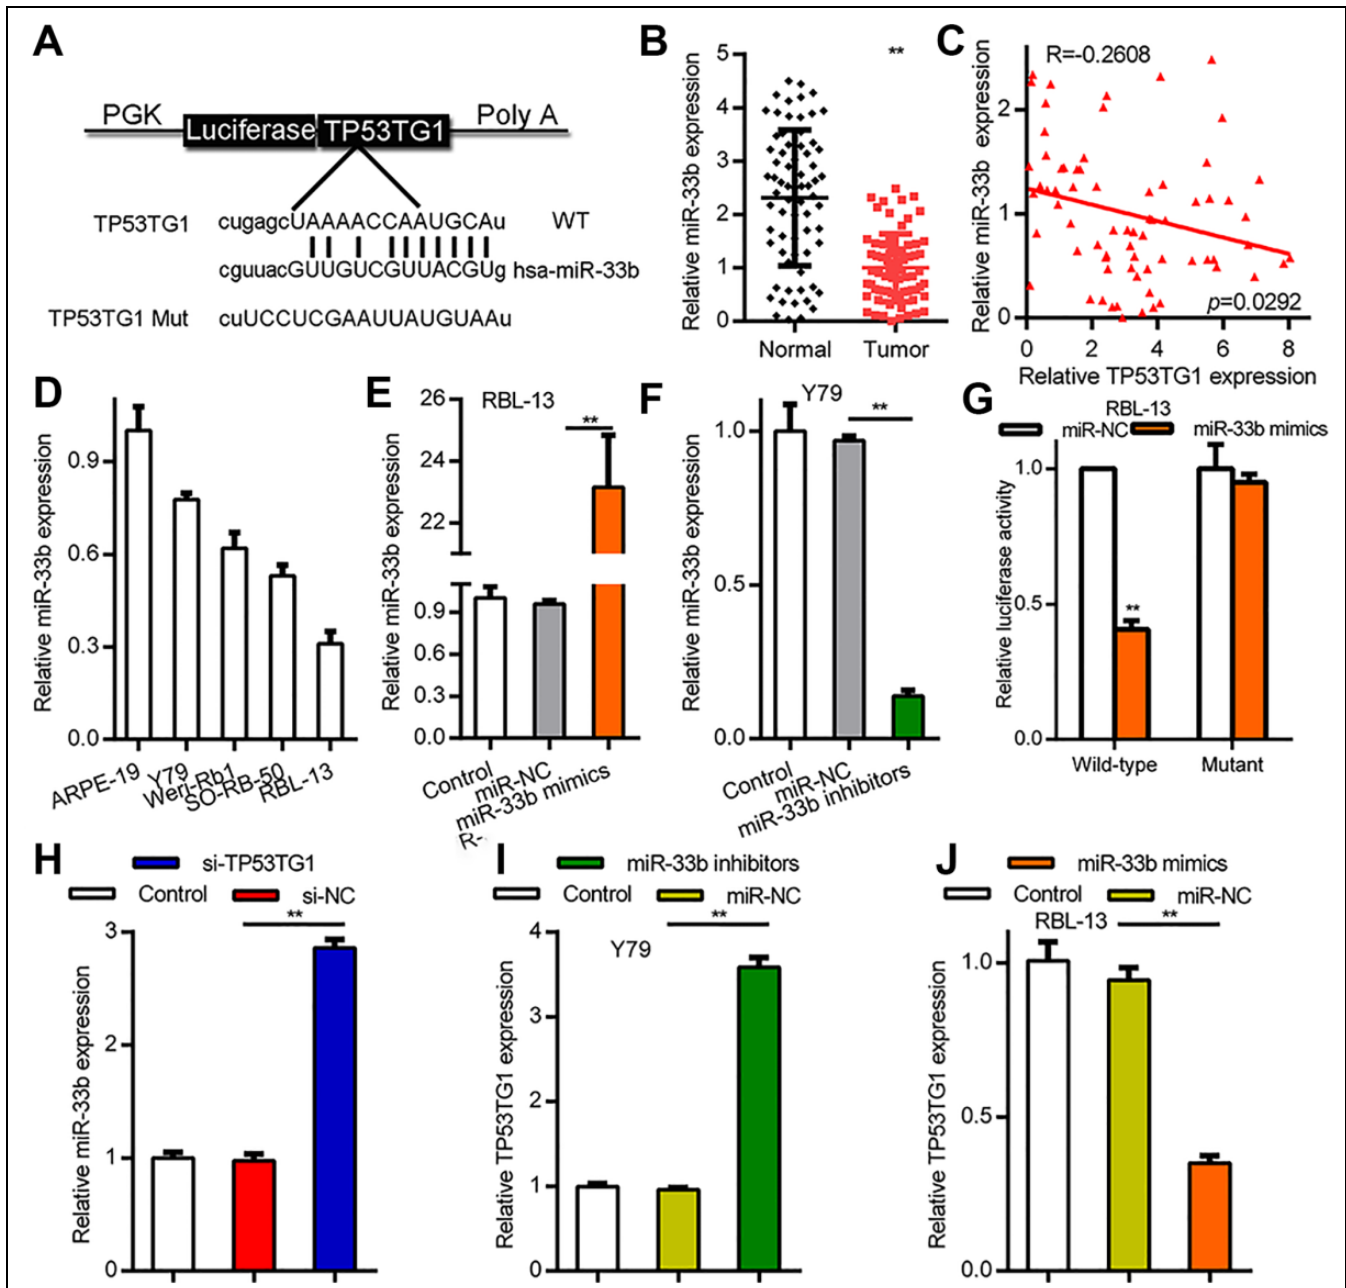 A
PGK Luciferase TP53TG1 Poly A
TP53TG1 cugagcUAAAACCAAUGCAu WT
cguuacGUUGUCGUUACGUg hsa-miR-33b
TP53TG1 Mut cuUCCUCGAAUUAUGUAAu
B
Relative miR-33b expression
5
4
3
2
1
0
**
Normal Tumor
C
Relative miR-33b expression
R=-0.2608
2
1
0
p=0.0292
0 2 4 6 8
Relative TP53TG1 expression
D
Relative miR-33b expression
0.9
0.6
0.3
0.0
ARPE-19
Y79
Weri-Rb1
SO-RB-50
RBL-13
E
Relative miR-33b expression
RBL-13
**
26
24
22
0.9
0.6
0.3
0.0
Control
miR-NC
miR-33b mimics
R-
F
Relative miR-33b expression
Y79
**
1.0
0.5
0.0
Control
miR-NC
miR-33b inhibitors
G
RBL-13
miR-NC miR-33b mimics
Relative luciferase activity
1.0
0.5
0.0
**
Wild-type Mutant
H
si-TP53TG1
Control si-NC
**
Relative miR-33b expression
3
2
1
0
I
miR-33b inhibitors
Control miR-NC
**
Y79
Relative TP53TG1 expression
4
3
2
1
0
J
miR-33b mimics
Control miR-NC
RBL-13
**
Relative TP53TG1 expression
1.0
0.5
0